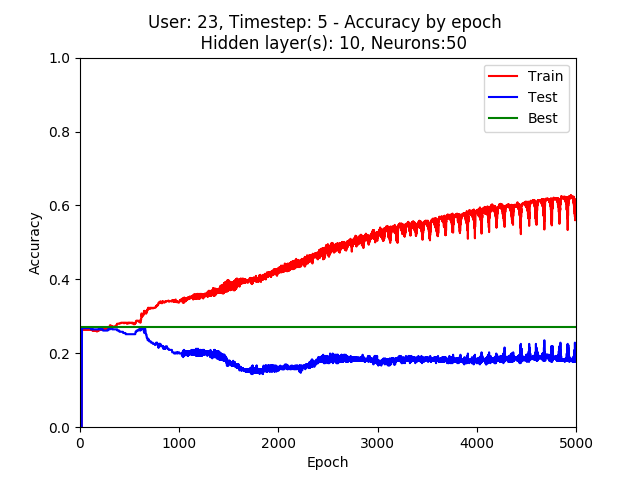 User: 23, Timestep: 5 - Accuracy by epoch
Hidden layer(s): 10, Neurons:50
1.0
0.8
0.6
0.4
0.2
0.0
Accuracy
Train
Test
Best
0 1000 2000 3000 4000 5000
Epoch